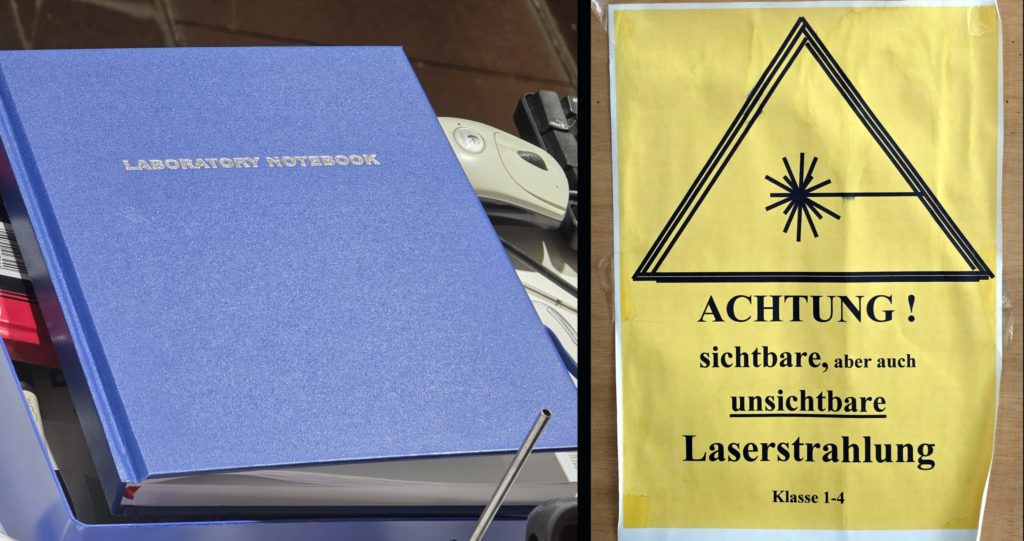 LABORATORY NOTEBOOK
ACHTUNG !
sichtbare, aber auch
unsichtbare
Laserstrahlung
Klasse 1-4